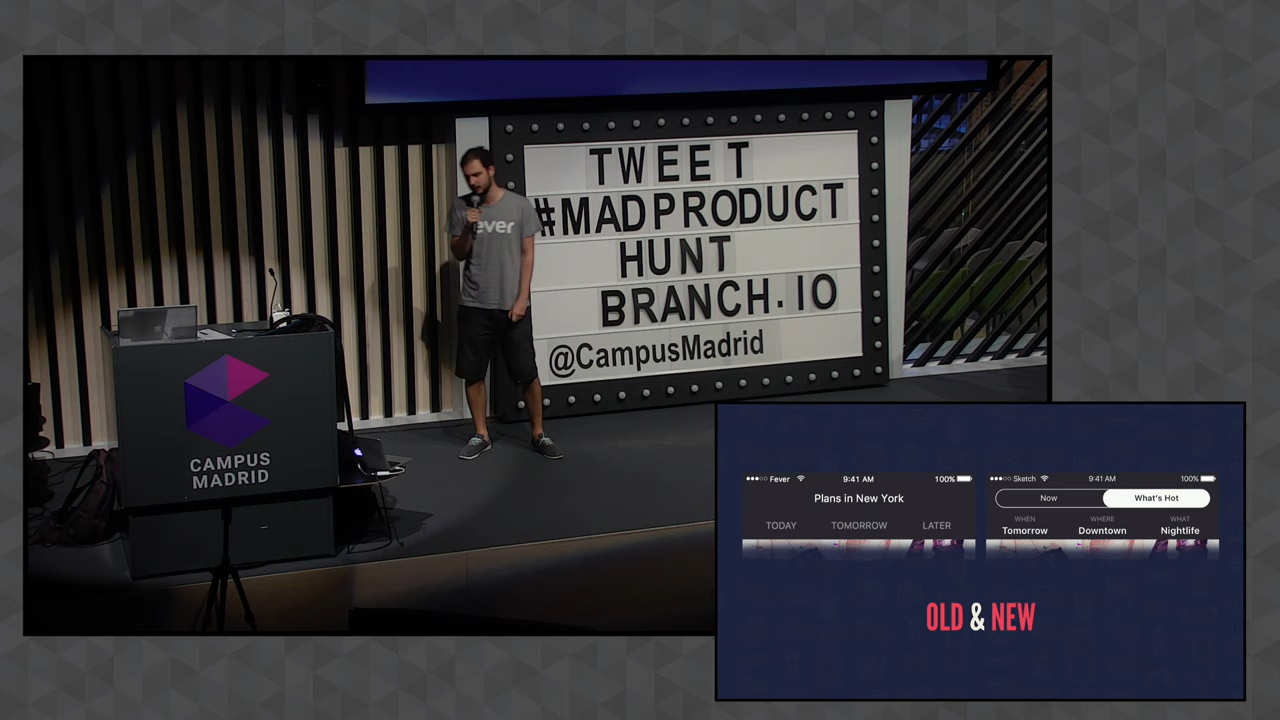 TWEET
#MADPRODUCT
HUNT
BRANCH.IO
@CampusMadrid
ever
CAMPUS
MADRID
Fever 9:41 AM 100%
Plans in New York
TODAY TOMORROW LATER
Sketch 9:41 AM 100%
Now What's Hot
WHEN WHERE WHAT
Tomorrow Downtown Nightlife
OLD & NEW